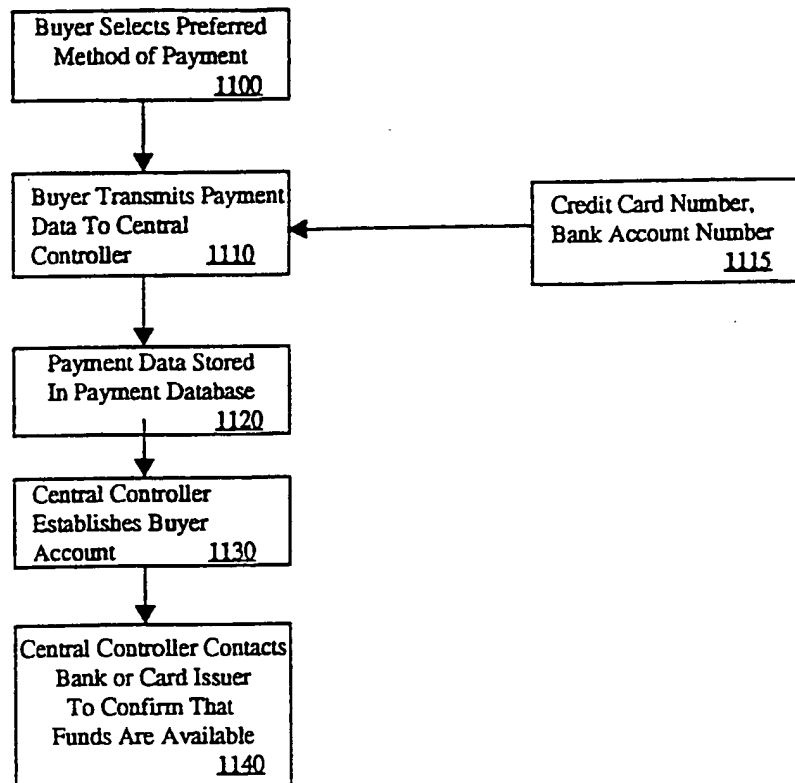 Buyer Selects Preferred
Method of Payment
1100
Buyer Transmits Payment
Data To Central
Controller 1110
Credit Card Number,
Bank Account Number
1115
Payment Data Stored
In Payment Database
1120
Central Controller
Establishes Buyer
Account 1130
Central Controller Contacts
Bank or Card Issuer
To Confirm That
Funds Are Available
1140